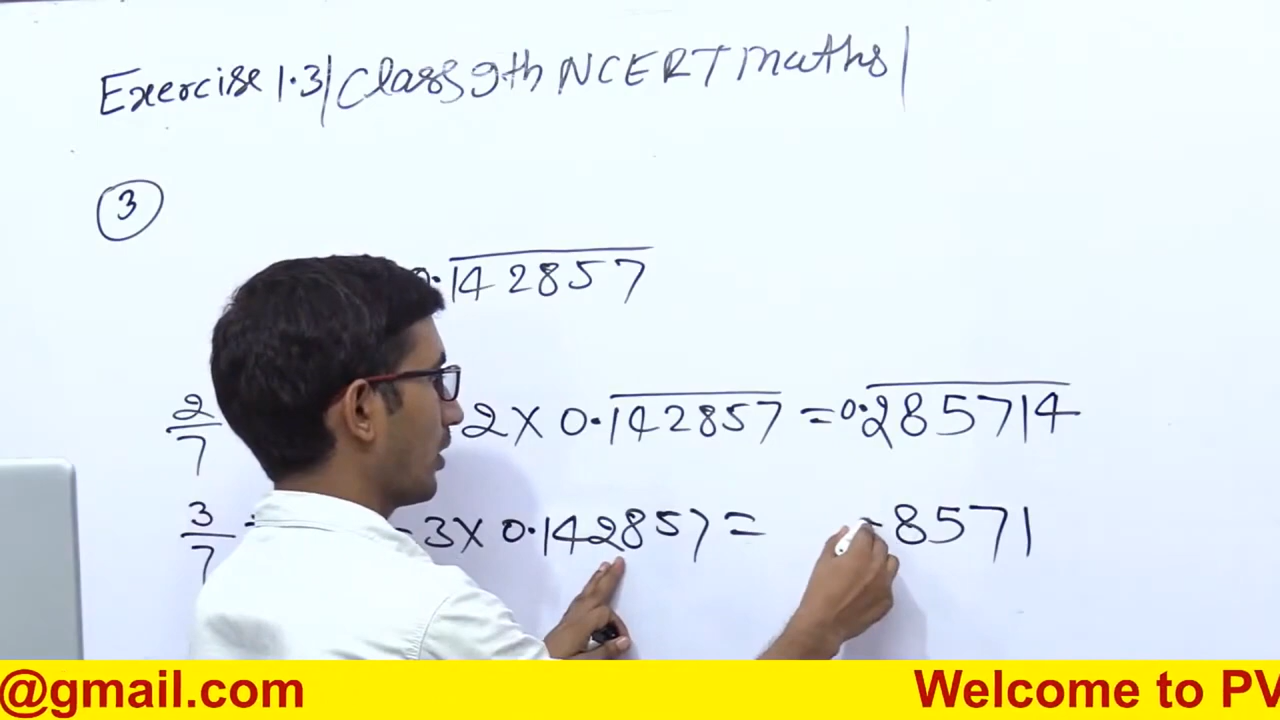 Exercise 1.3| Class 9th NCERT maths|
3
0.142857
2/7 2 X 0.142857 = 0.285714
3/7 = - 3 X 0.142857 = 8571
@gmail.com Welcome to PV